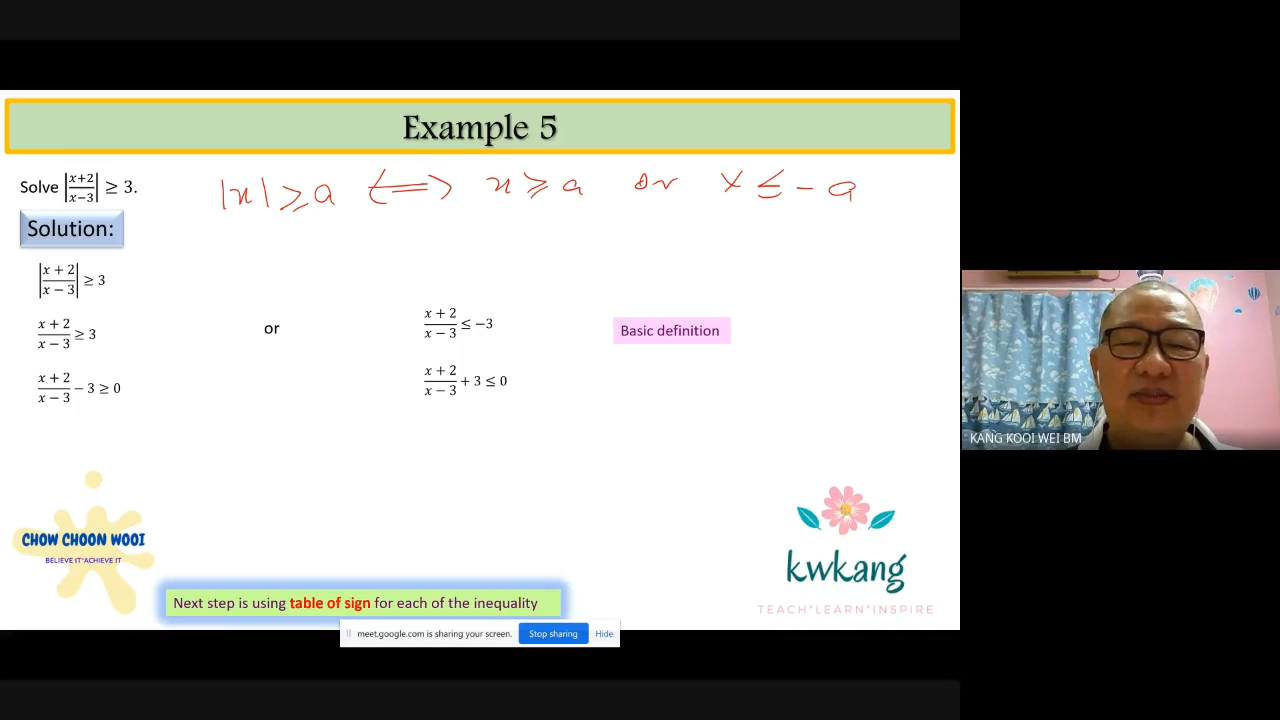 Example 5
Solve |x+2/x−3| ≥ 3.
|x| ≥ a ⟺ x ≥ a or x ≤ −a
Solution:
|x + 2/x − 3| ≥ 3
x + 2/x − 3 ≥ 3 or x + 2/x − 3 ≤ −3 Basic definition
x + 2/x − 3 − 3 ≥ 0 x + 2/x − 3 + 3 ≤ 0
KANG KOOI WEI BM
CHOW CHOON WOOI
BELIEVE IT*ACHIEVE IT
kwkang
TEACH*LEARN*INSPIRE
Next step is using table of sign for each of the inequality
meet.google.com is sharing your screen. Stop sharing Hide